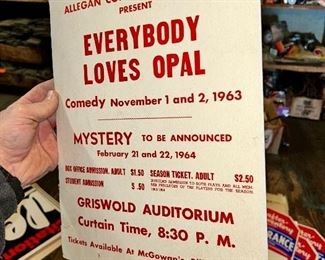 ALLEGAN
PRESENT
EVERYBODY
LOVES OPAL
Comedy November 1 and 2, 1963
MYSTERY TO BE ANNOUNCED
February 21 and 22, 1964
BOX OFFICE ADMISSION, ADULT $1.50 SEASON TICKET, ADULT $2.50
STUDENT ADMISSION $ .50
GRISWOLD AUDITORIUM
Curtain Time, 8:30 P. M.
Tickets Available At McGowan's